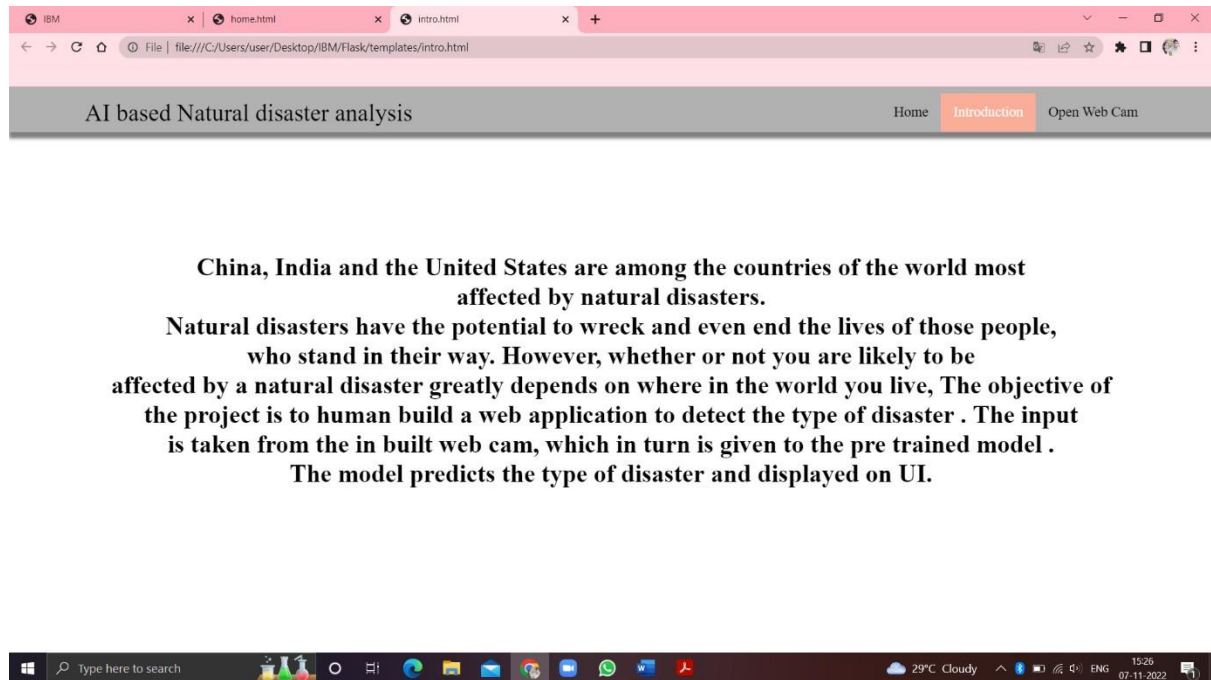 IBM
home.html
intro.html
File | file:///C:/Users/user/Desktop/IBM/Flask/templates/intro.html
AI based Natural disaster analysis
Home Introduction Open Web Cam
China, India and the United States are among the countries of the world most
affected by natural disasters.
Natural disasters have the potential to wreck and even end the lives of those people,
who stand in their way. However, whether or not you are likely to be
affected by a natural disaster greatly depends on where in the world you live, The objective of
the project is to human build a web application to detect the type of disaster . The input
is taken from the in built web cam, which in turn is given to the pre trained model .
The model predicts the type of disaster and displayed on UI.
Type here to search
29°C Cloudy
ENG
15:26
07-11-2022